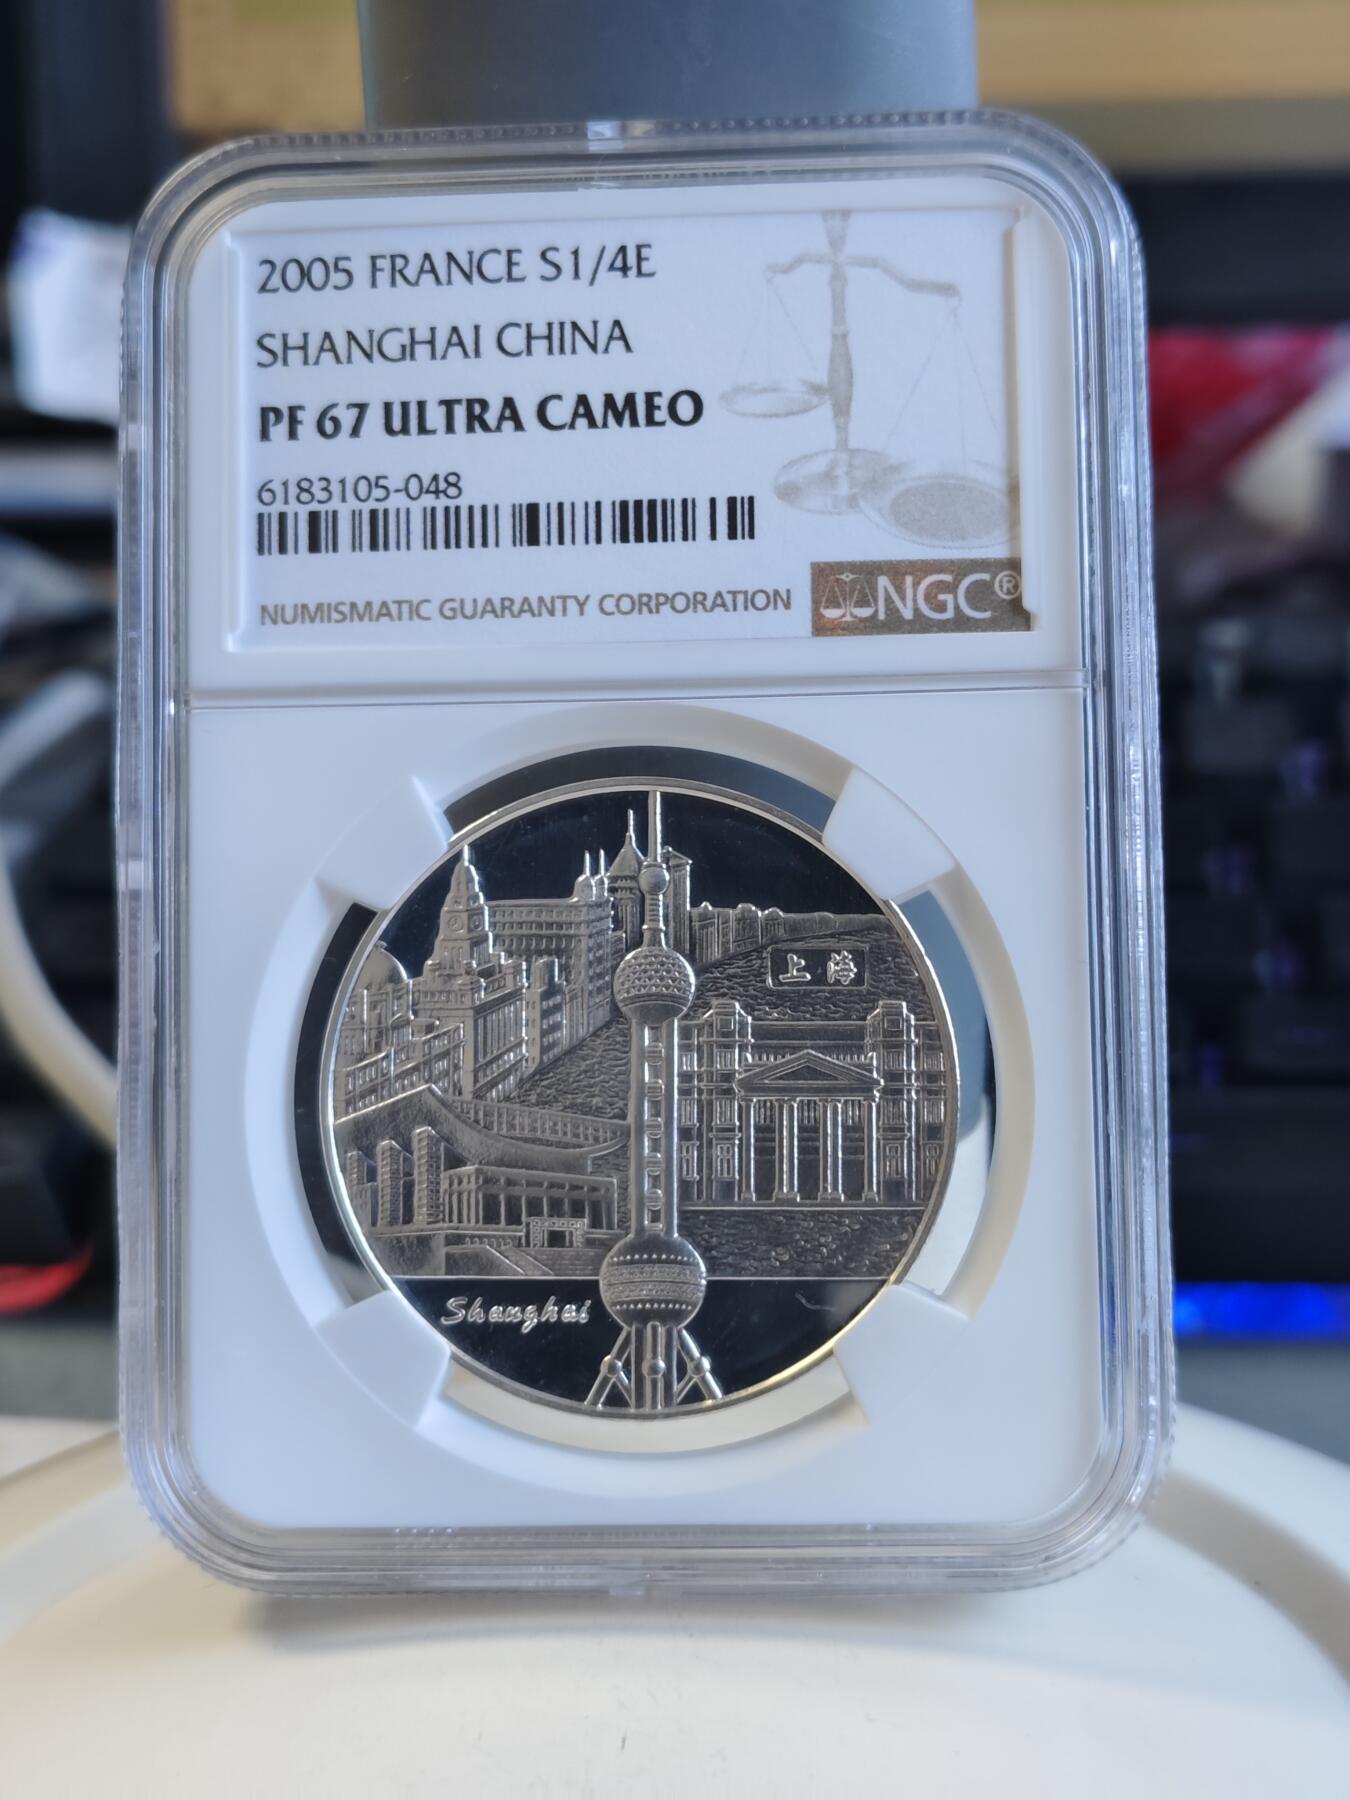 2005 FRANCE S1/4E
SHANGHAI CHINA
PF 67 ULTRA CAMEO
6183105-048
NUMISMATIC GUARANTY CORPORATION
NGC®
上海
Shanghai